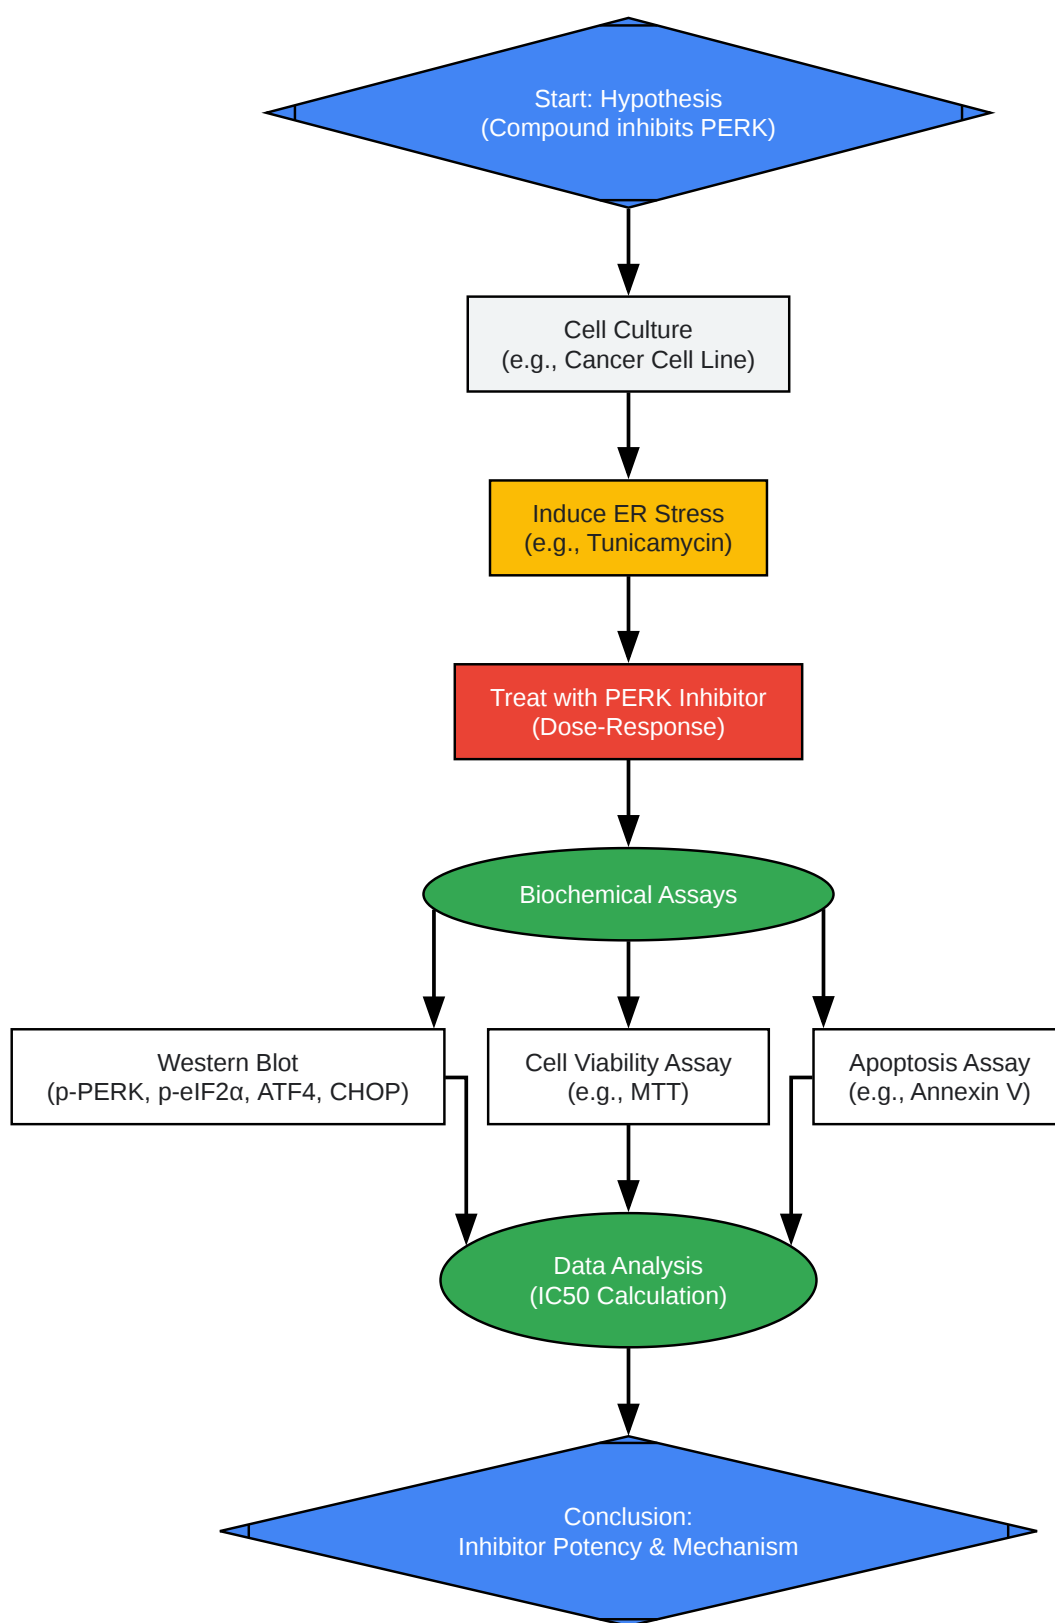 Start: Hypothesis
(Compound inhibits PERK)
Cell Culture
(e.g., Cancer Cell Line)
Induce ER Stress
(e.g., Tunicamycin)
Treat with PERK Inhibitor
(Dose-Response)
Biochemical Assays
Western Blot
(p-PERK, p-eIF2α, ATF4, CHOP)
Cell Viability Assay
(e.g., MTT)
Apoptosis Assay
(e.g., Annexin V)
Data Analysis
(IC50 Calculation)
Conclusion:
Inhibitor Potency & Mechanism